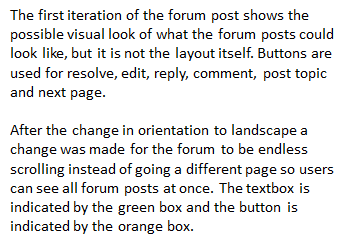 The first iteration of the forum post shows the
possible visual look of what the forum posts could
look like, but it is not the layout itself. Buttons are
used for resolve, edit, reply, comment, post topic
and next page.

After the change in orientation to landscape a
change was made for the forum to be endless
scrolling instead of going a different page so users
can see all forum posts at once. The textbox is
indicated by the green box and the button is
indicated by the orange box.